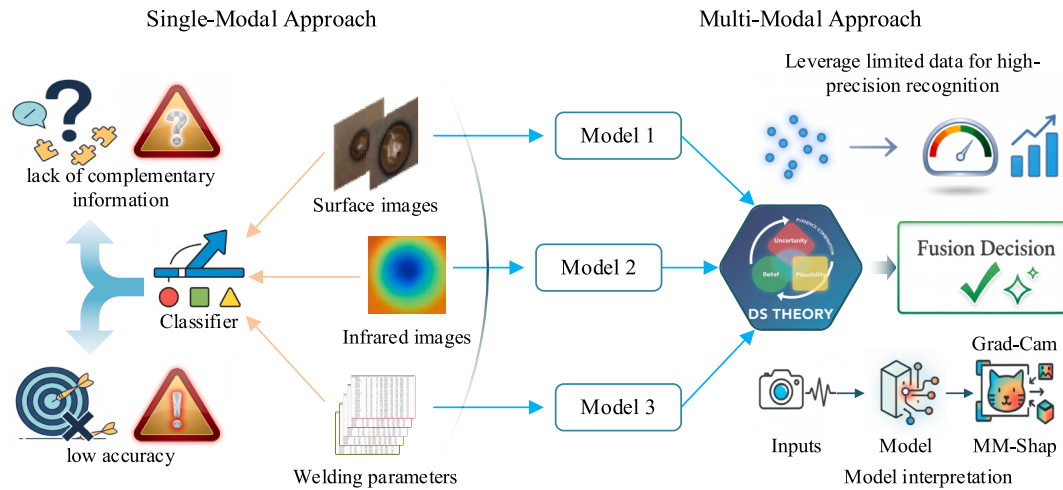 Single-Modal Approach
Multi-Modal Approach
lack of complementary
information
Classifier
low accuracy
Surface images
Infrared images
Welding parameters
Model 1
Model 2
Model 3
EVIDENCE COMBINATION
Uncertainty
Belief
Plausibility
DS THEORY
Leverage limited data for high-
precision recognition
Fusion Decision
Grad-Cam
Inputs
Model
MM-Shap
Model interpretation